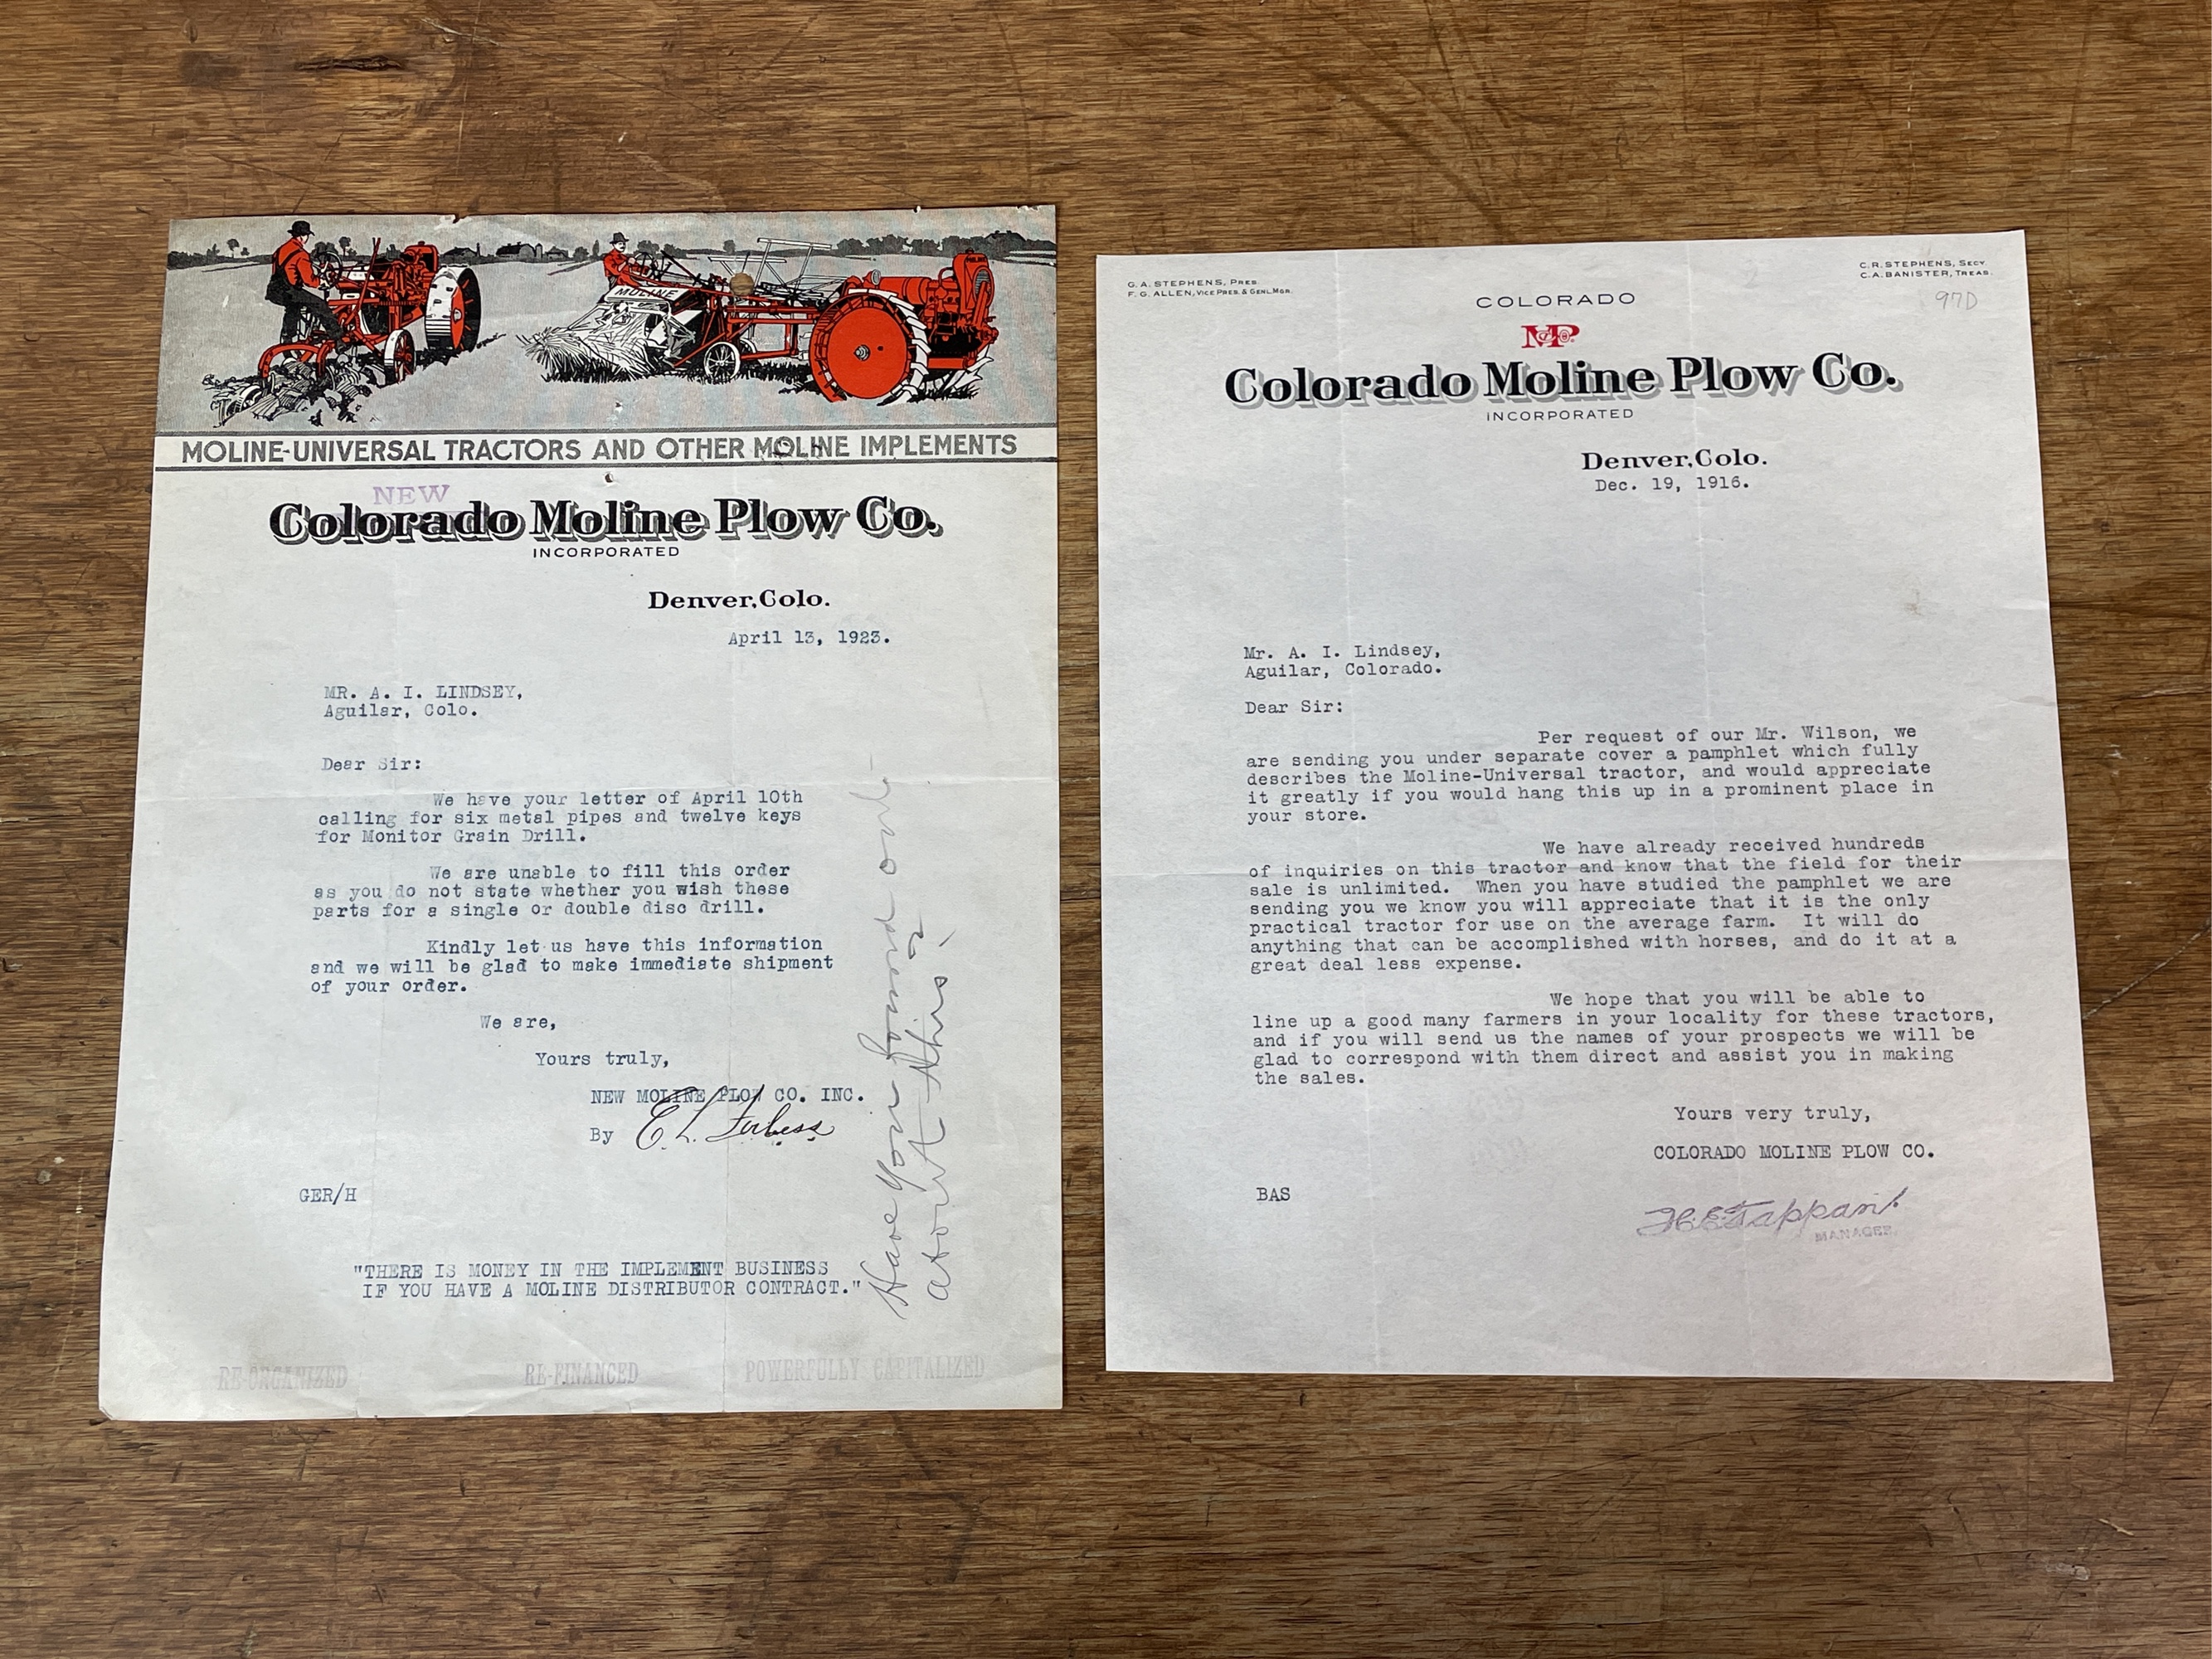 MOLINE
MOLINE-UNIVERSAL TRACTORS AND OTHER MOLINE IMPLEMENTS
NEW
Colorado Moline Plow Co.
INCORPORATED
Denver, Colo.
April 13, 1923.
MR. A. I. LINDSEY,
Aguilar, Colo.
Dear Sir:
We have your letter of April 10th
calling for six metal pipes and twelve keys
for Monitor Grain Drill.
We are unable to fill this order
as you do not state whether you wish these
parts for a single or double disc drill.
Kindly let us have this information
and we will be glad to make immediate shipment
of your order.
We are,
Yours truly,
NEW MOLINE PLOW CO. INC.
By E L Forbess
GER/H
"THERE IS MONEY IN THE IMPLEMENT BUSINESS
IF YOU HAVE A MOLINE DISTRIBUTOR CONTRACT."
RE-ORGANIZED RE-FINANCED POWERFULLY CAPITALIZED
Have you found out
about this?
G. A. STEPHENS, PRES.
F. G. ALLEN, VICE PRES. & GENL. MGR.
C. R. STEPHENS, SECY.
C. A. BANISTER, TREAS.
97D
COLORADO
MP Co.
Colorado Moline Plow Co.
INCORPORATED
Denver, Colo.
Dec. 19, 1916.
Mr. A. I. Lindsey,
Aguilar, Colorado.
Dear Sir:
Per request of our Mr. Wilson, we
are sending you under separate cover a pamphlet which fully
describes the Moline-Universal tractor, and would appreciate
it greatly if you would hang this up in a prominent place in
your store.
We have already received hundreds
of inquiries on this tractor and know that the field for their
sale is unlimited. When you have studied the pamphlet we are
sending you we know you will appreciate that it is the only
practical tractor for use on the average farm. It will do
anything that can be accomplished with horses, and do it at a
great deal less expense.
We hope that you will be able to
line up a good many farmers in your locality for these tractors,
and if you will send us the names of your prospects we will be
glad to correspond with them direct and assist you in making
the sales.
Yours very truly,
COLORADO MOLINE PLOW CO.
BAS
H.E. Tappan
MANAGER.